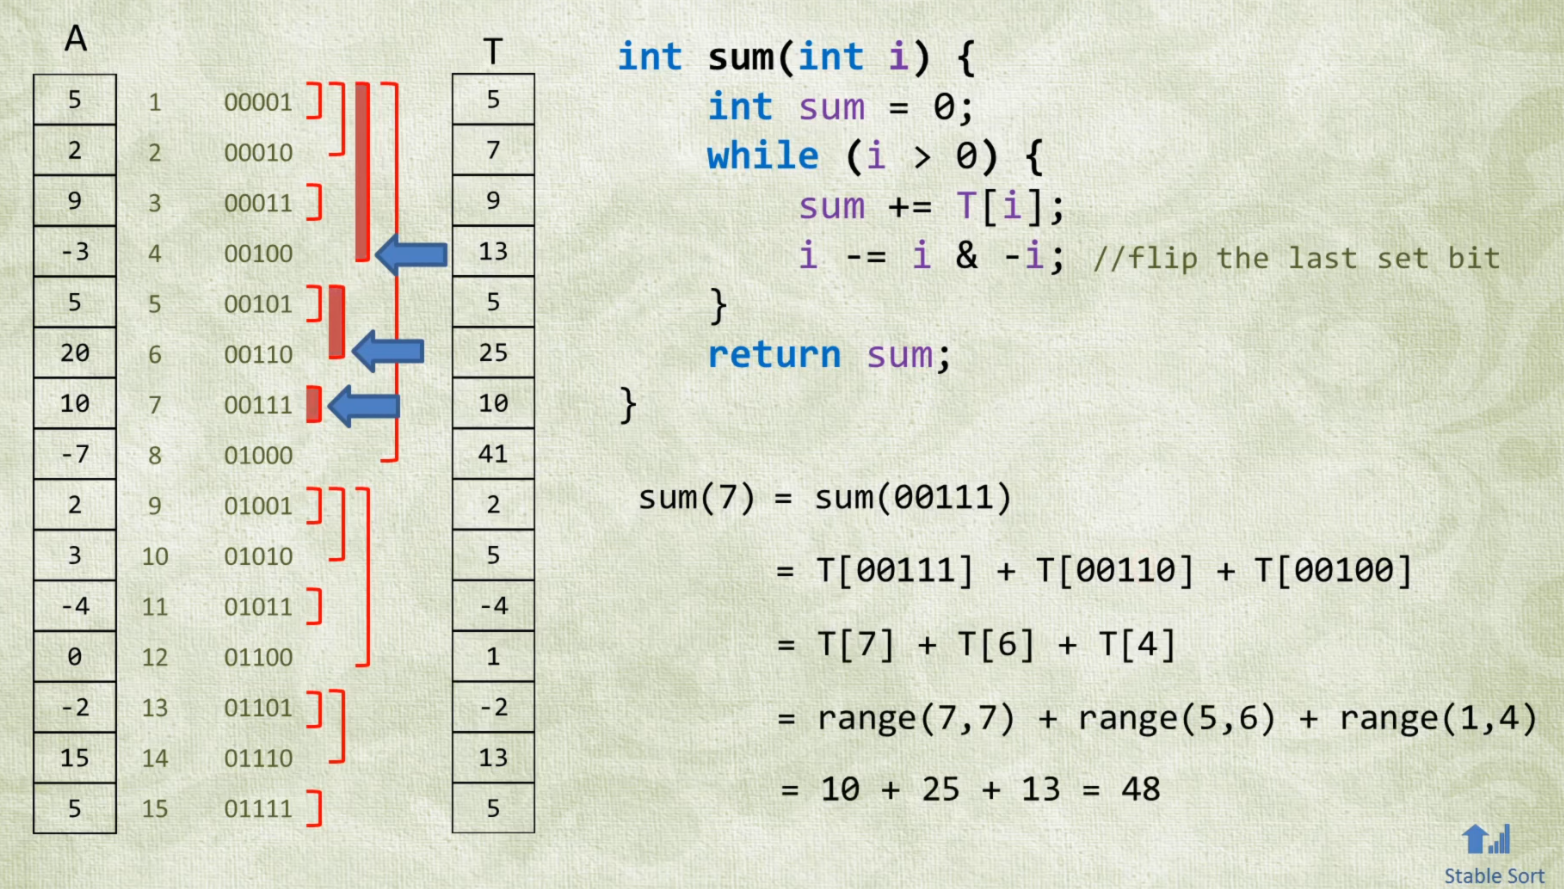 A
T
5 1 00001 5
2 2 00010 7
9 3 00011 9
-3 4 00100 13
5 5 00101 5
20 6 00110 25
10 7 00111 10
-7 8 01000 41
2 9 01001 2
3 10 01010 5
-4 11 01011 -4
0 12 01100 1
-2 13 01101 -2
15 14 01110 13
5 15 01111 5
int sum(int i) {
int sum = 0;
while (i > 0) {
sum += T[i];
i -= i & -i; //flip the last set bit
}
return sum;
}
sum(7) = sum(00111)
= T[00111] + T[00110] + T[00100]
= T[7] + T[6] + T[4]
= range(7,7) + range(5,6) + range(1,4)
= 10 + 25 + 13 = 48
Stable Sort